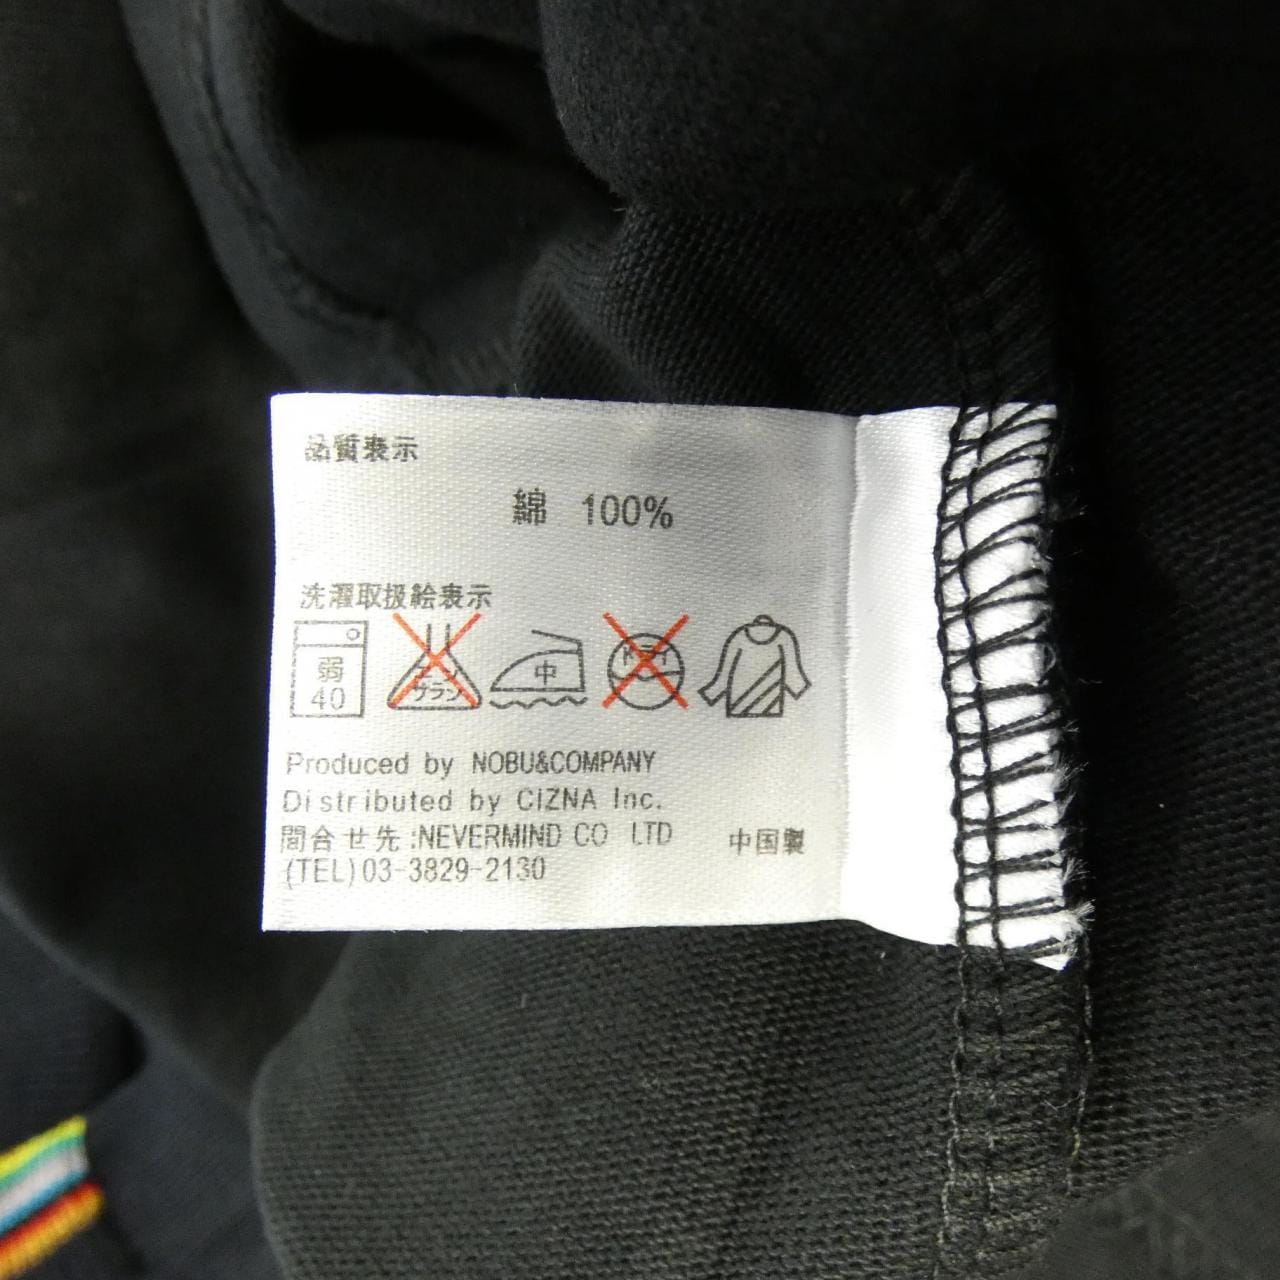 品質表示
綿 100%
洗濯取扱絵表示
弱
40
中
Produced by NOBU&COMPANY
Distributed by CIZNA Inc.
問合せ先:NEVERMIND CO LTD
中国製
(TEL)03-3829-2130